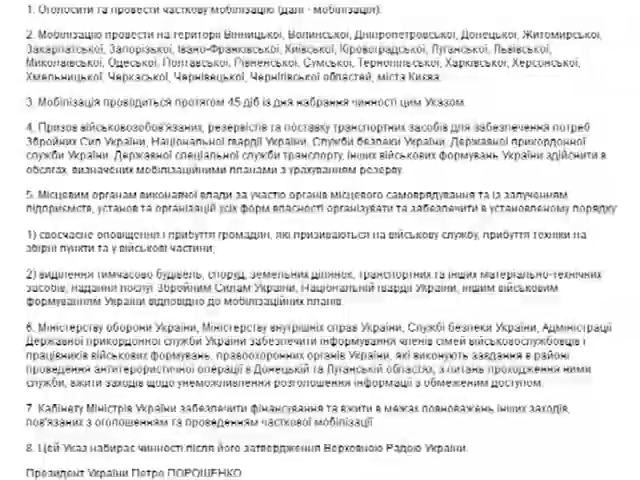 1. Оголосити та провести часткову мобілізацію (далі - мобілізація).
2. Мобілізацію провести на території Вінницької, Волинської, Дніпропетровської, Донецької, Житомирської,
Закарпатської, Запорізької, Івано-Франківської, Київської, Кіровоградської, Луганської, Львівської,
Миколаївської, Одеської, Полтавської, Рівненської, Сумської, Тернопільської, Харківської, Херсонської,
Хмельницької, Черкаської, Чернівецької, Чернігівської областей, міста Києва.
3. Мобілізація проводиться протягом 45 діб із дня набрання чинності цим Указом.
4. Призов військовозобов'язаних, резервістів та поставку транспортних засобів для забезпечення потреб
Збройних Сил України, Національної гвардії України, Служби безпеки України, Державної прикордонної
служби України, Державної спеціальної служби транспорту, інших військових формувань України здійснити в
обсягах, визначених мобілізаційними планами з урахуванням резерву.
5. Місцевим органам виконавчої влади за участю органів місцевого самоврядування та із залученням
підприємств, установ та організацій усіх форм власності організувати та забезпечити в установленому порядку:
1) своєчасне оповіщення і прибуття громадян, які призиваються на військову службу, прибуття техніки на
збірні пункти та у військові частини;
2) виділення тимчасово будівель, споруд, земельних ділянок, транспортних та інших матеріально-технічних
засобів, надання послуг Збройним Силам України, Національній гвардії України, іншим військовим
формуванням України відповідно до мобілізаційних планів.
6. Міністерству оборони України, Міністерству внутрішніх справ України, Службі безпеки України, Адміністрації
Державної прикордонної служби України забезпечити інформування членів сімей військовослужбовців і
працівників військових формувань, правоохоронних органів України, які виконують завдання в районі
проведення антитерористичної операції в Донецькій та Луганській областях, з питань проходження ними
служби, вжити заходів щодо унеможливлення розголошення інформації з обмеженим доступом.
7. Кабінету Міністрів України забезпечити фінансування та вжити в межах повноважень інших заходів,
пов'язаних з оголошенням та проведенням часткової мобілізації.
8. Цей Указ набирає чинності після його затвердження Верховною Радою України.
Президент України Петро ПОРОШЕНКО